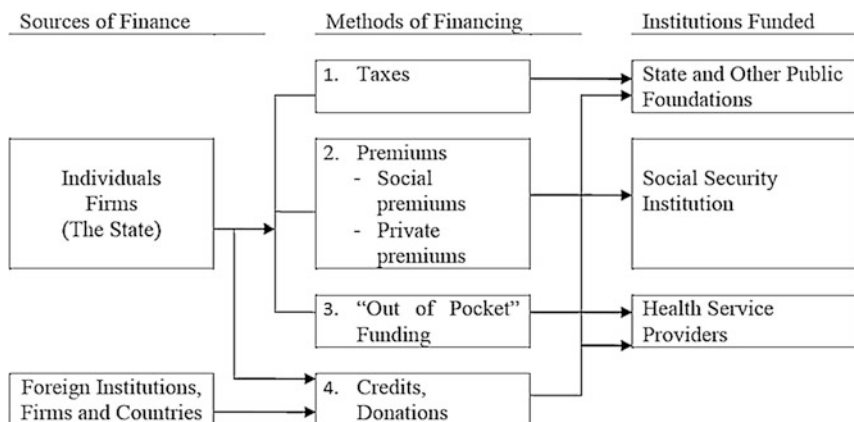 Sources of Finance
Methods of Financing
Institutions Funded
Individuals
Firms
(The State)
Foreign Institutions,
Firms and Countries
1. Taxes
2. Premiums
- Social
premiums
- Private
premiums
3. “Out of Pocket”
Funding
4. Credits,
Donations
State and Other Public
Foundations
Social Security
Institution
Health Service
Providers